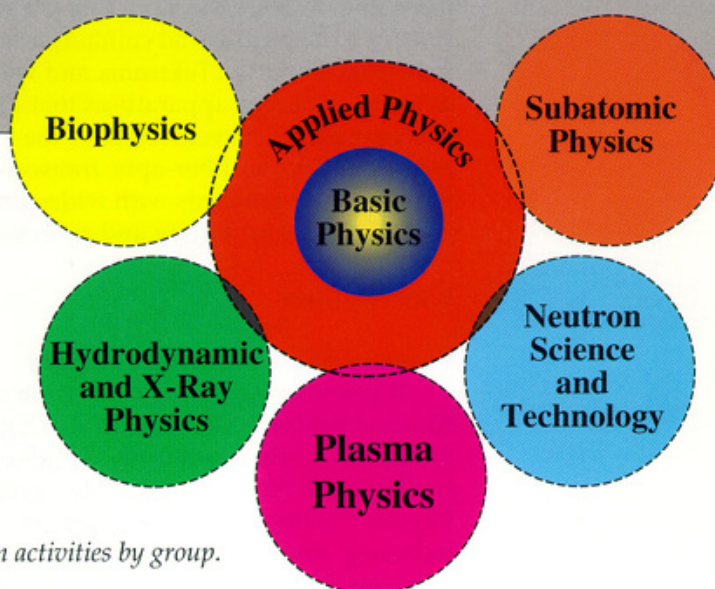 Biophysics
Applied Physics
Subatomic
Physics
Basic
Physics
Hydrodynamic
and X-Ray
Physics
Neutron
Science
and
Technology
Plasma
Physics
activities by group.